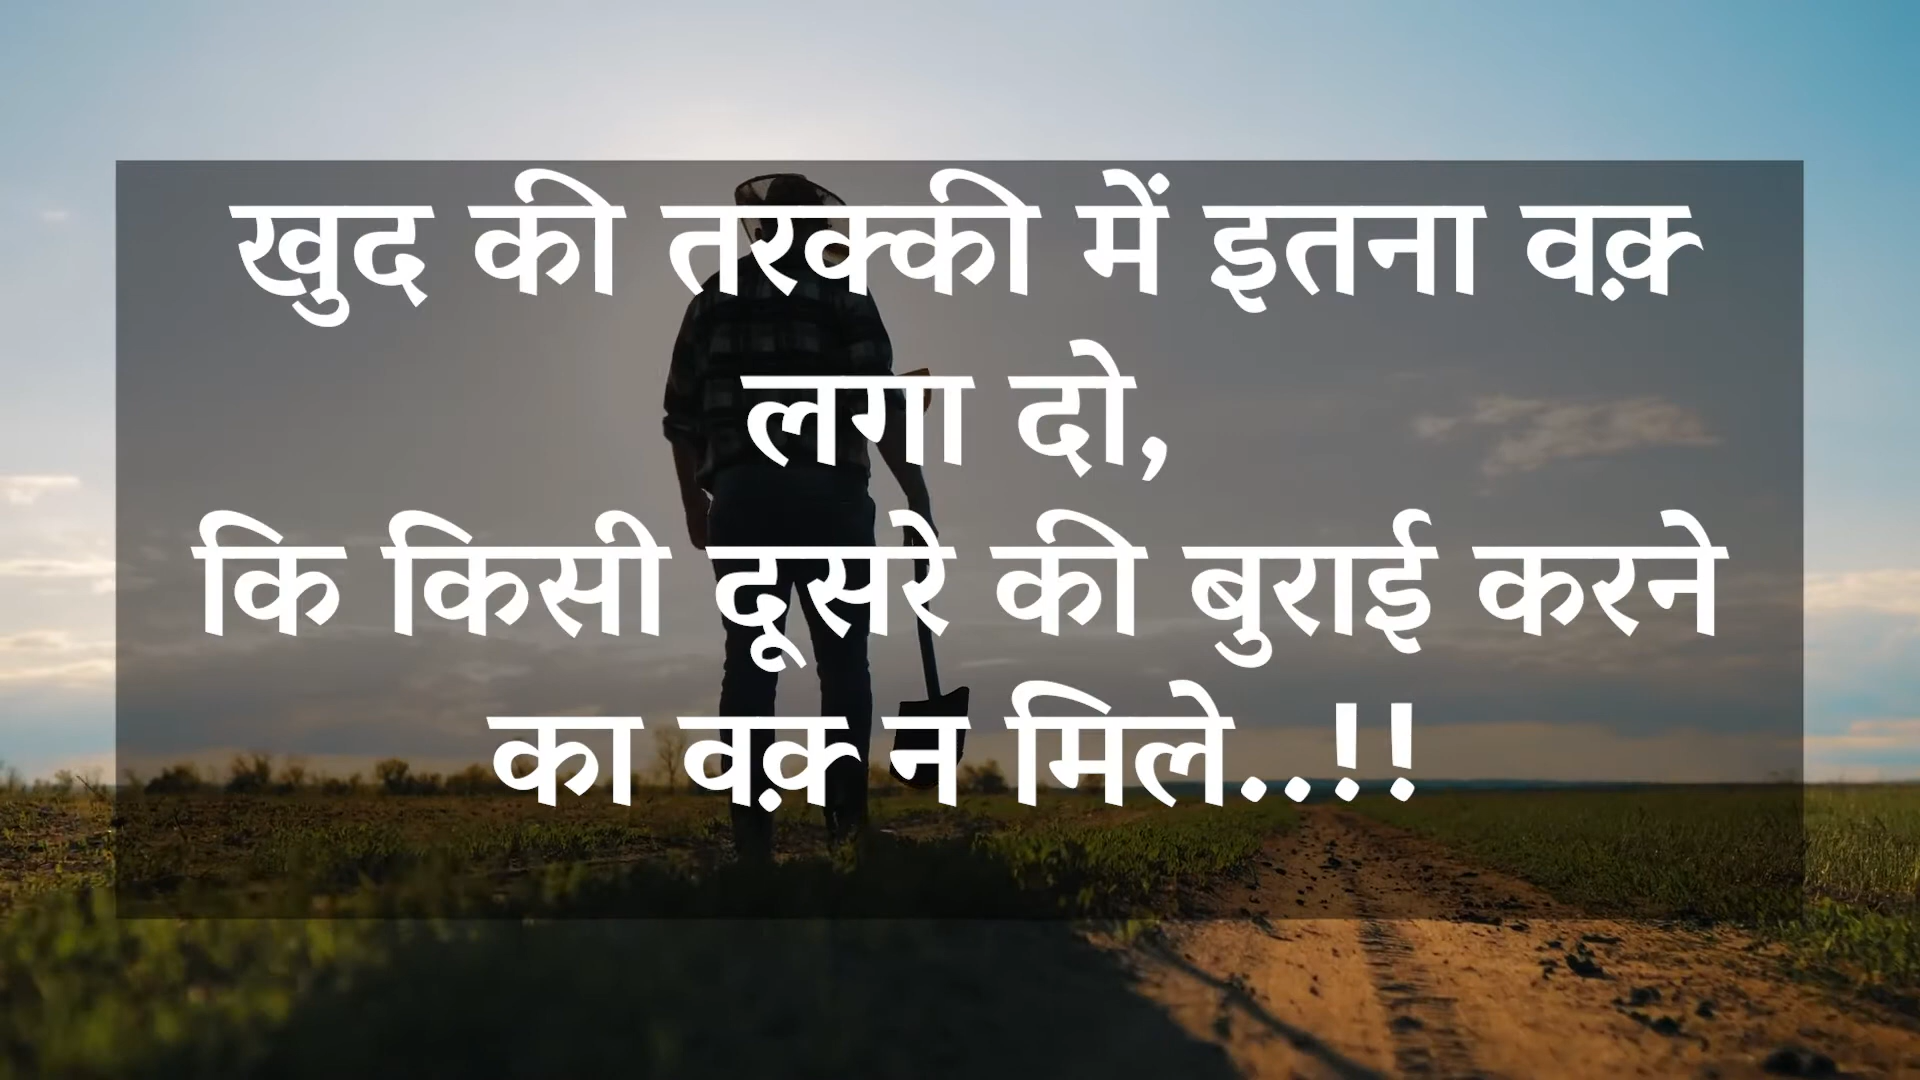 खुद की तरक्की में इतना वक़्
लगा दो,
कि किसी दूसरे की बुराई करने
का वक़् न मिले..!!